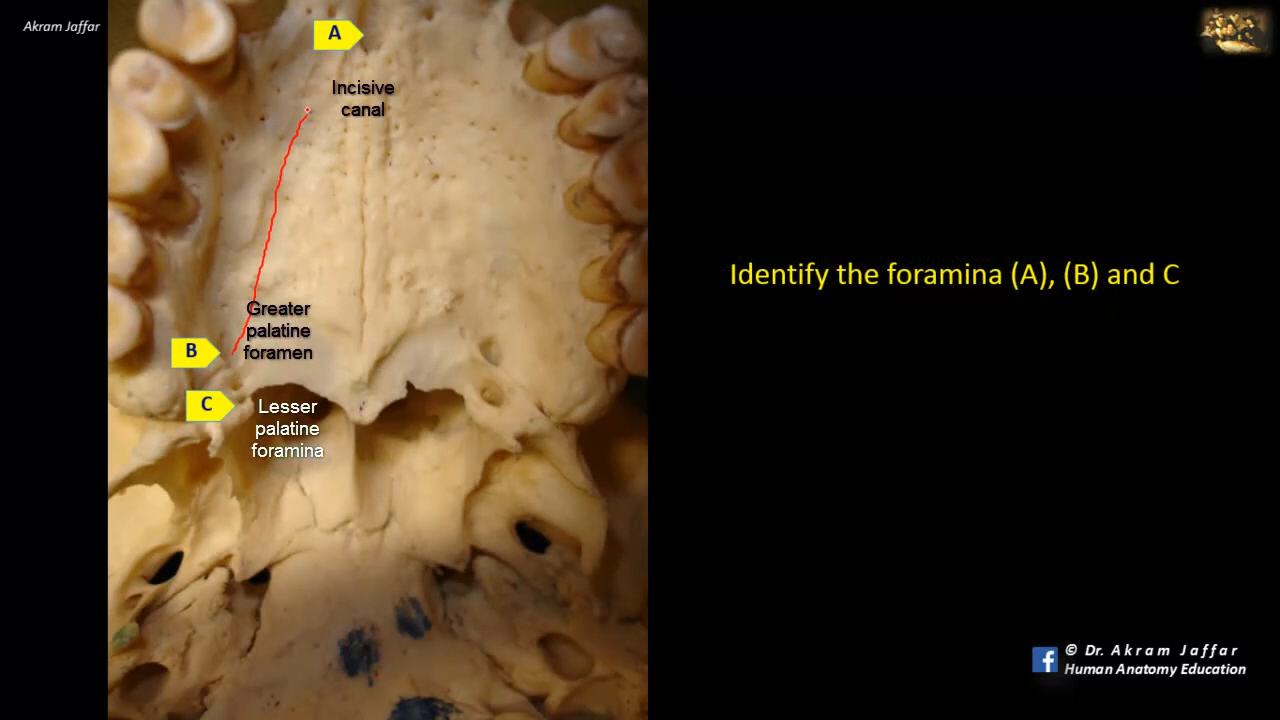 Akram Jaffar
A
Incisive
canal
Identify the foramina (A), (B) and C
Greater
palatine
foramen
B
C
Lesser
palatine
foramina
© Dr. Akram Jaffar
Human Anatomy Education